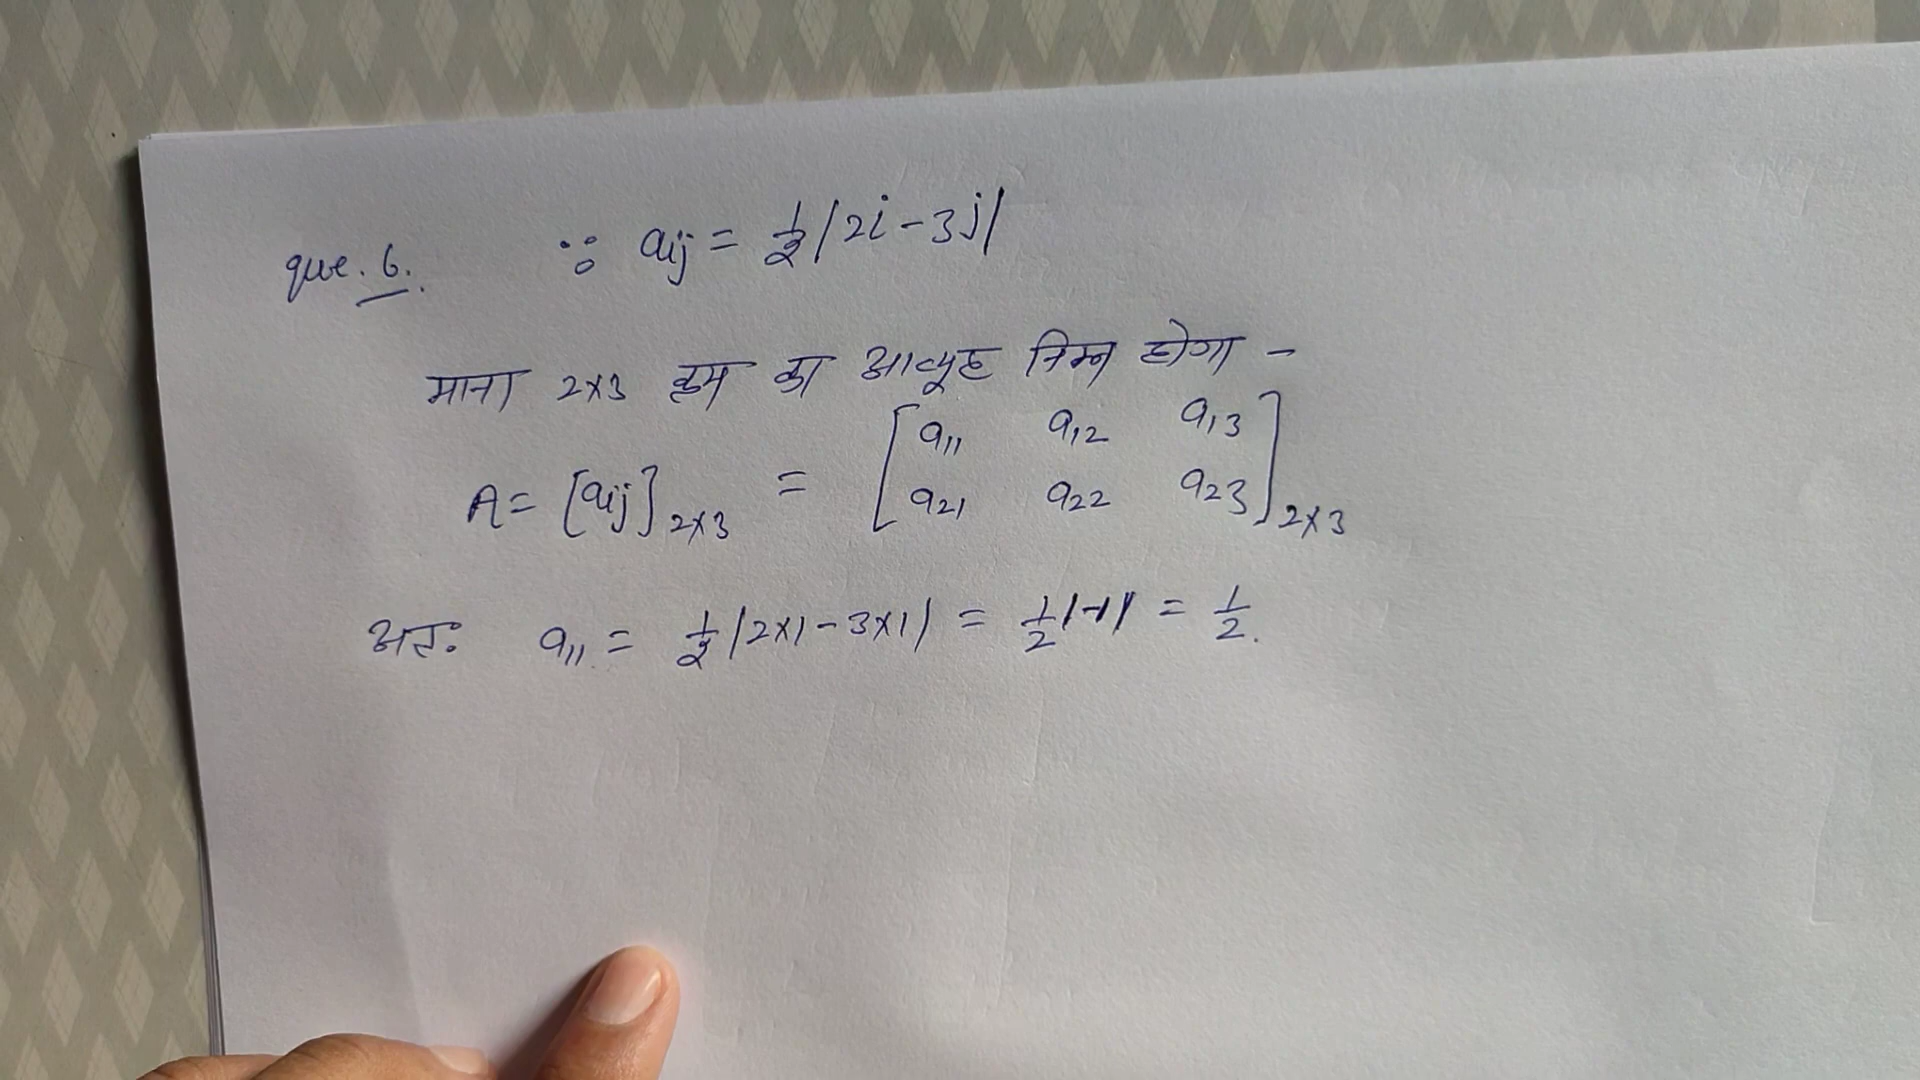 que. 6. ∵ aij = 1/2 |2i - 3j|
माना 2×3 क्रम का आव्यूह निम्न होगा -
A = [aij]2×3 = [a11 a12 a13
a21 a22 a23]2×3
अतः a11 = 1/2 |2×1 - 3×1| = 1/2 |-1| = 1/2.